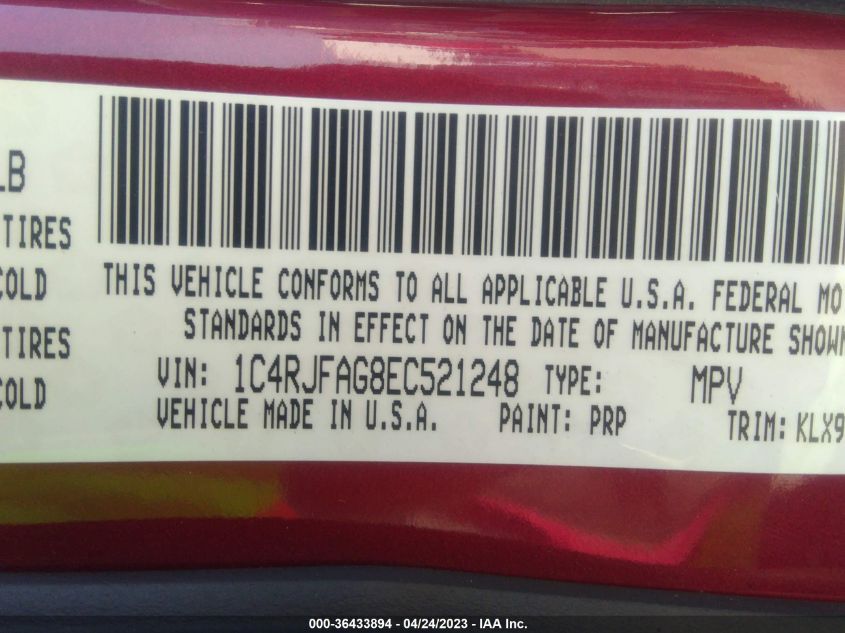 LB
TIRES
COLD
TIRES
COLD
THIS VEHICLE CONFORMS TO ALL APPLICABLE U.S.A. FEDERAL MO
STANDARDS IN EFFECT ON THE DATE OF MANUFACTURE SHOWN
VIN: 1C4RJFAG8EC521248 TYPE: MPV
VEHICLE MADE IN U.S.A. PAINT: PRP TRIM: KLX9
000-36433894 - 04/24/2023 - IAA Inc.